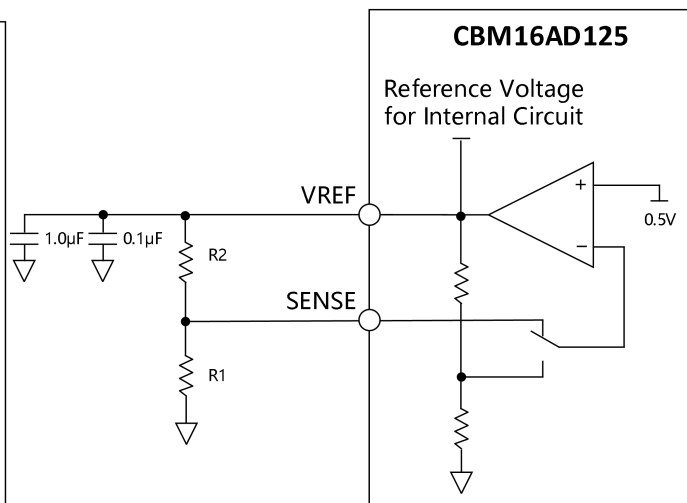 CBM16AD125
Reference Voltage
for Internal Circuit
VREF
+
0.5V
1.0μF
0.1μF
R2
−
SENSE
R1